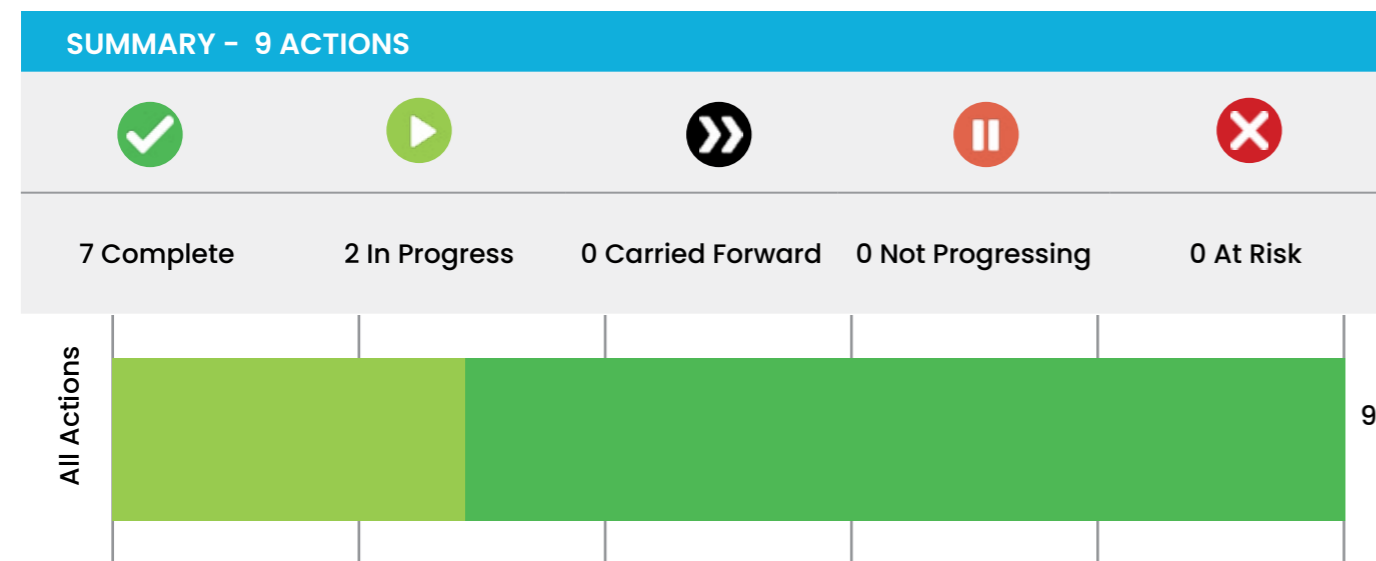 SUMMARY - 9 ACTIONS
7 Complete
2 In Progress
0 Carried Forward
0 Not Progressing
0 At Risk
All Actions
9